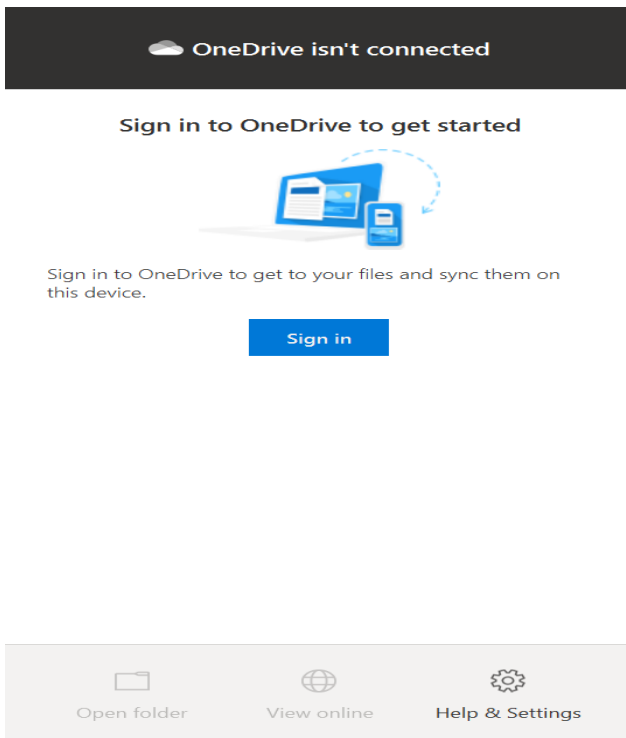 OneDrive isn't connected
Sign in to OneDrive to get started
Sign in to OneDrive to get to your files and sync them on
this device.
Sign in
Open folder
View online
Help & Settings